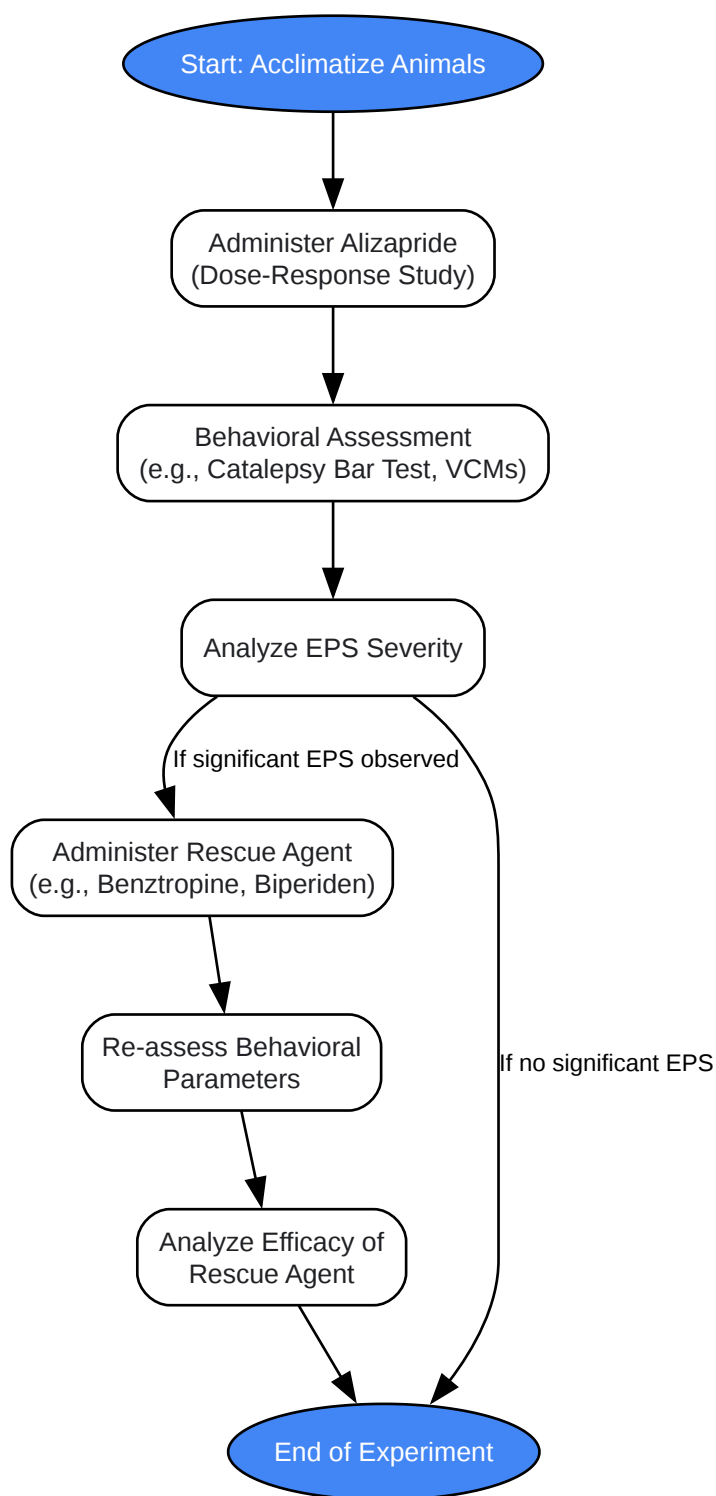 Start: Acclimatize Animals
Administer Alizapride
(Dose-Response Study)
Behavioral Assessment
(e.g., Catalepsy Bar Test, VCMs)
Analyze EPS Severity
If significant EPS observed
Administer Rescue Agent
(e.g., Benztropine, Biperiden)
Re-assess Behavioral
Parameters
If no significant EPS
Analyze Efficacy of
Rescue Agent
End of Experiment